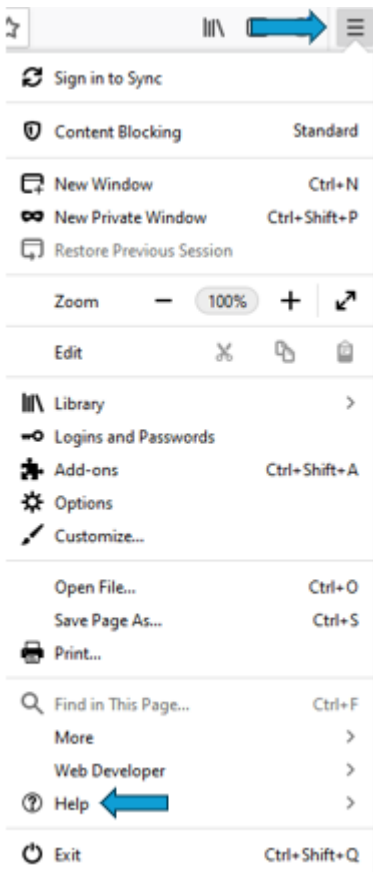 Sign in to Sync
Content Blocking Standard
New Window Ctrl+N
New Private Window Ctrl+Shift+P
Restore Previous Session
Zoom − 100% +
Edit
Library >
Logins and Passwords
Add-ons Ctrl+Shift+A
Options
Customize...
Open File... Ctrl+O
Save Page As... Ctrl+S
Print...
Find in This Page... Ctrl+F
More >
Web Developer >
Help >
Exit Ctrl+Shift+Q